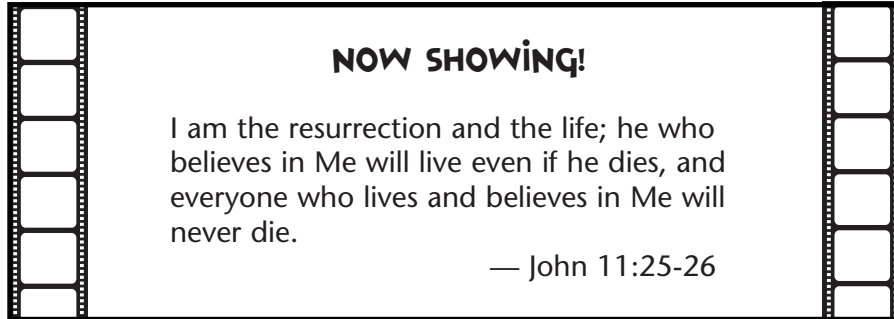 NOW SHOWING!
I am the resurrection and the life; he who
believes in Me will live even if he dies, and
everyone who lives and believes in Me will
never die.
— John 11:25-26